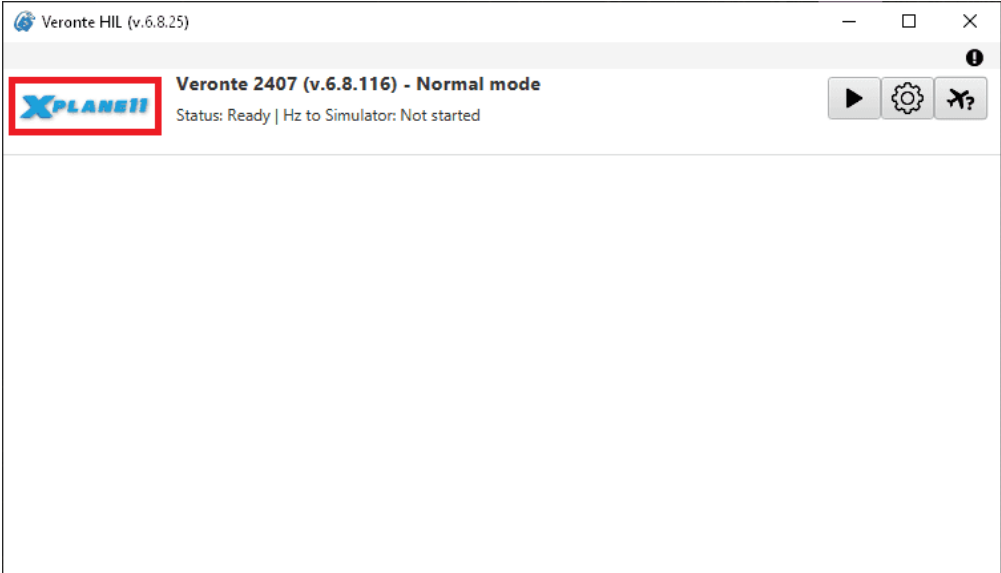 Veronte HIL (v.6.8.25)
XPLANE11
Veronte 2407 (v.6.8.116) - Normal mode
Status: Ready | Hz to Simulator: Not started
?